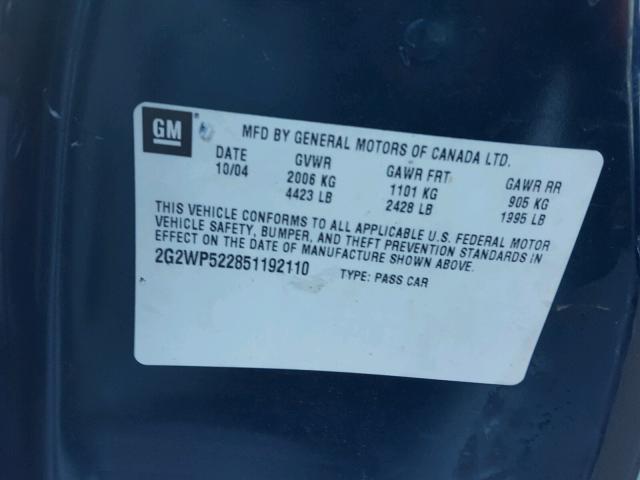 GM
MFD BY GENERAL MOTORS OF CANADA LTD.
DATE GVWR GAWR FRT GAWR RR
10/04 2006 KG 1101 KG 905 KG
4423 LB 2428 LB 1995 LB
THIS VEHICLE CONFORMS TO ALL APPLICABLE U.S. FEDERAL MOTOR
VEHICLE SAFETY, BUMPER, AND THEFT PREVENTION STANDARDS IN
EFFECT ON THE DATE OF MANUFACTURE SHOWN ABOVE.
2G2WP522851192110 TYPE: PASS CAR